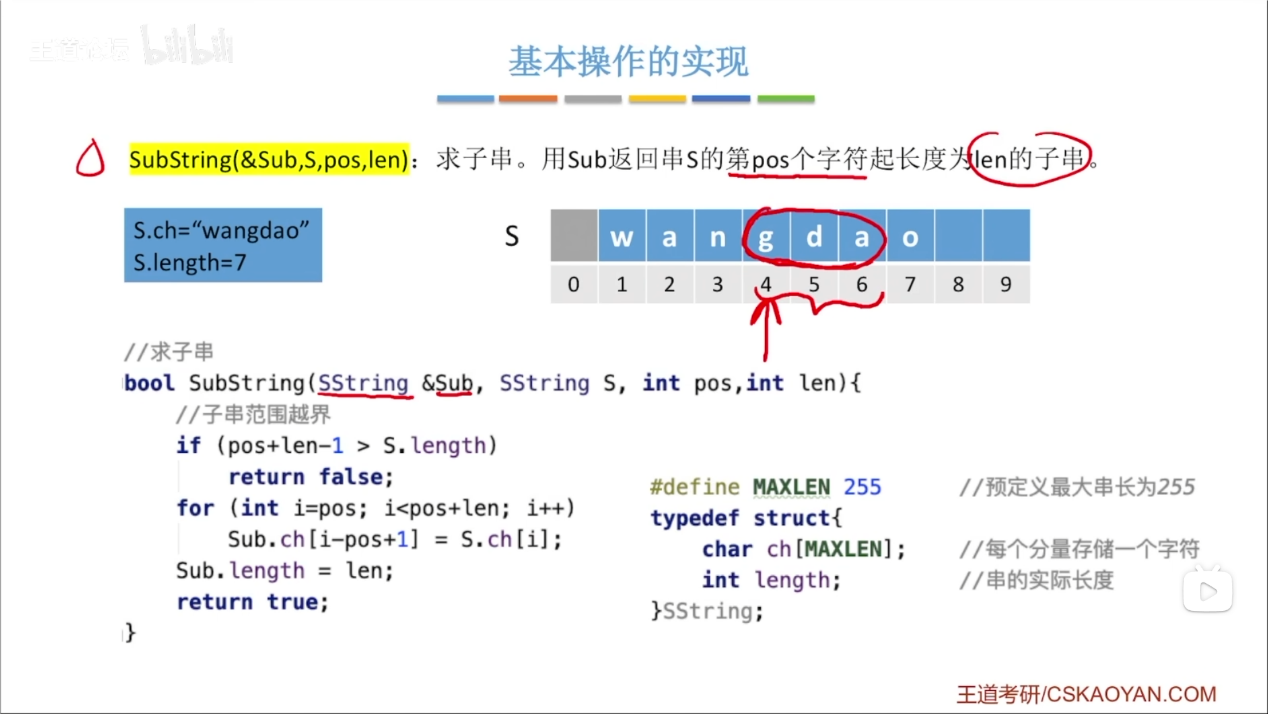 王道论坛 bilibili
基本操作的实现
SubString(&Sub,S,pos,len)：求子串。用Sub返回串S的第pos个字符起长度为len的子串。
S.ch=“wangdao”
S.length=7
S
w a n g d a o
0 1 2 3 4 5 6 7 8 9
//求子串
bool SubString(SString &Sub, SString S, int pos,int len){
//子串范围越界
if (pos+len-1 > S.length)
return false;
for (int i=pos; i<pos+len; i++)
Sub.ch[i-pos+1] = S.ch[i];
Sub.length = len;
return true;
}
#define MAXLEN 255 //预定义最大串长为255
typedef struct{
char ch[MAXLEN]; //每个分量存储一个字符
int length; //串的实际长度
}SString;
王道考研/CSKAOYAN.COM